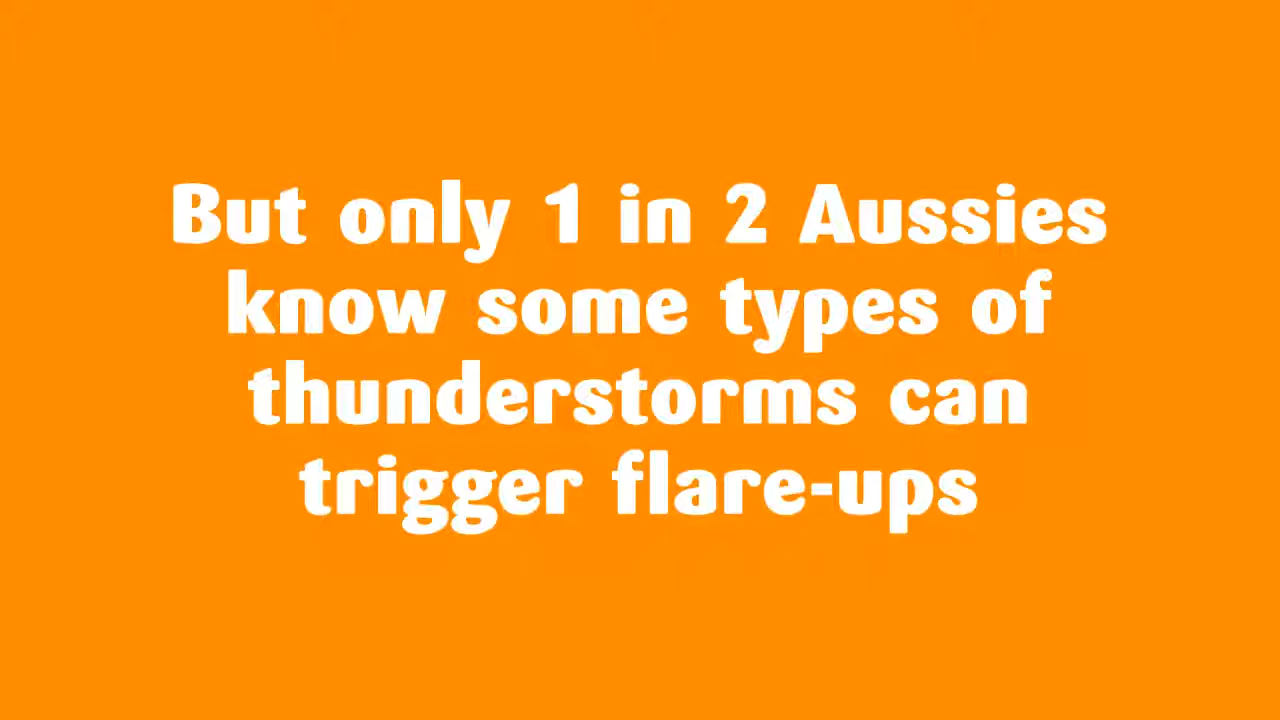 But only 1 in 2 Aussies
know some types of
thunderstorms can
trigger flare-ups